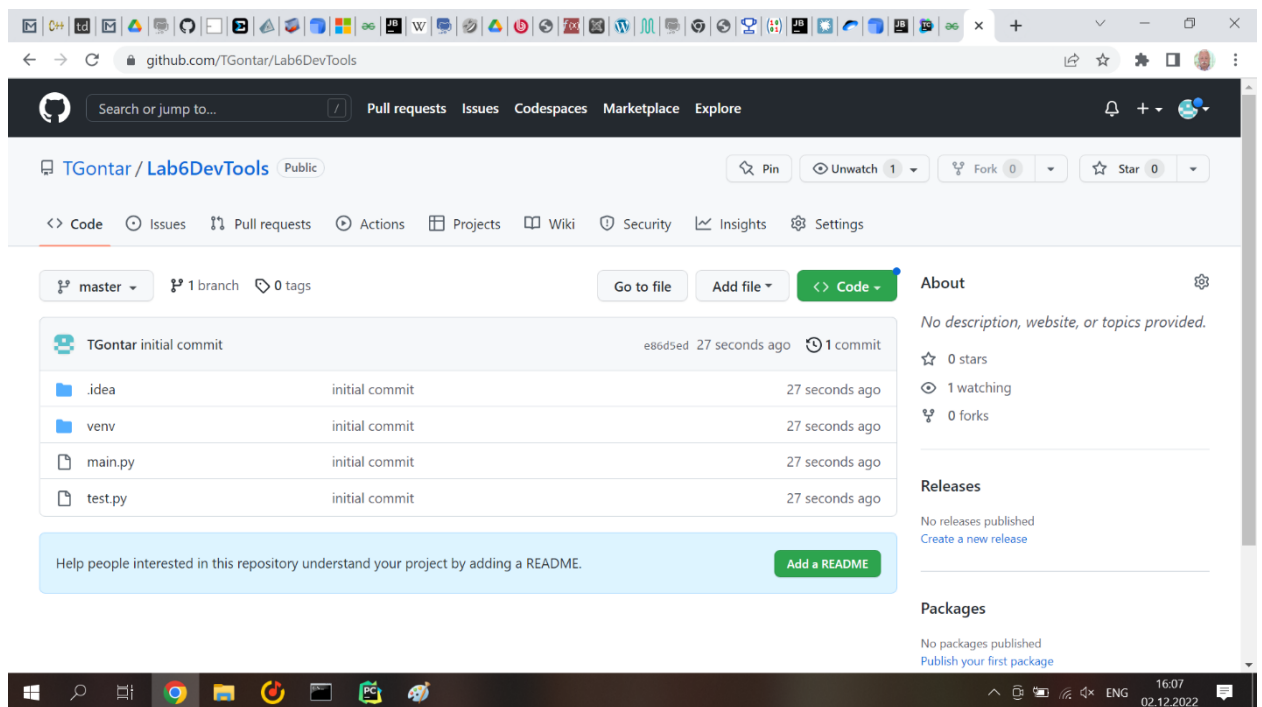 github.com/TGontar/Lab6DevTools
Search or jump to... / Pull requests Issues Codespaces Marketplace Explore
TGontar / Lab6DevTools Public Pin Unwatch 1 Fork 0 Star 0
Code Issues Pull requests Actions Projects Wiki Security Insights Settings
master 1 branch 0 tags Go to file Add file Code
TGontar initial commit e86d5ed 27 seconds ago 1 commit
.idea initial commit 27 seconds ago
venv initial commit 27 seconds ago
main.py initial commit 27 seconds ago
test.py initial commit 27 seconds ago
Help people interested in this repository understand your project by adding a README. Add a README
About
No description, website, or topics provided.
0 stars
1 watching
0 forks
Releases
No releases published
Create a new release
Packages
No packages published
Publish your first package
ENG 16:07
02.12.2022